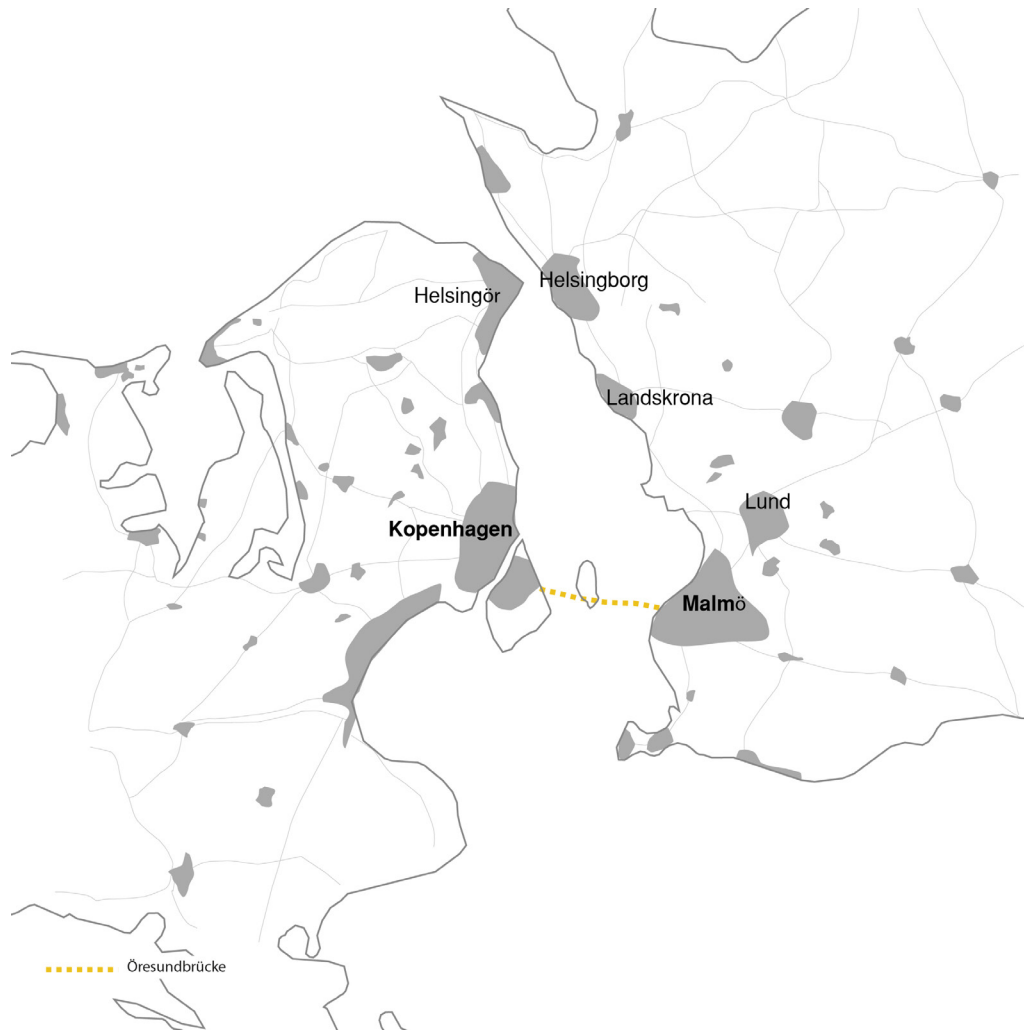 Helsingborg
Helsingör
Landskrona
Lund
Kopenhagen
Malmö
Öresundbrücke